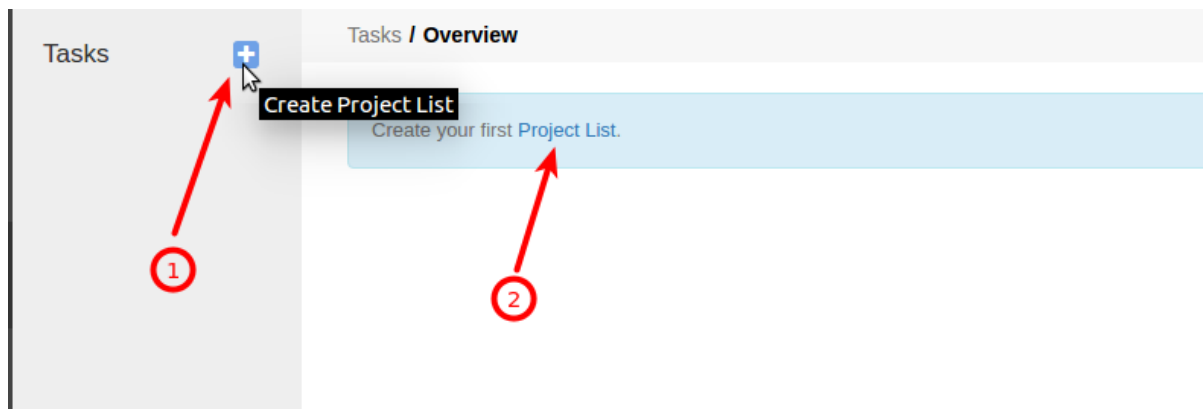 Tasks
Tasks / Overview
Create Project List
Create your first Project List.
1
2